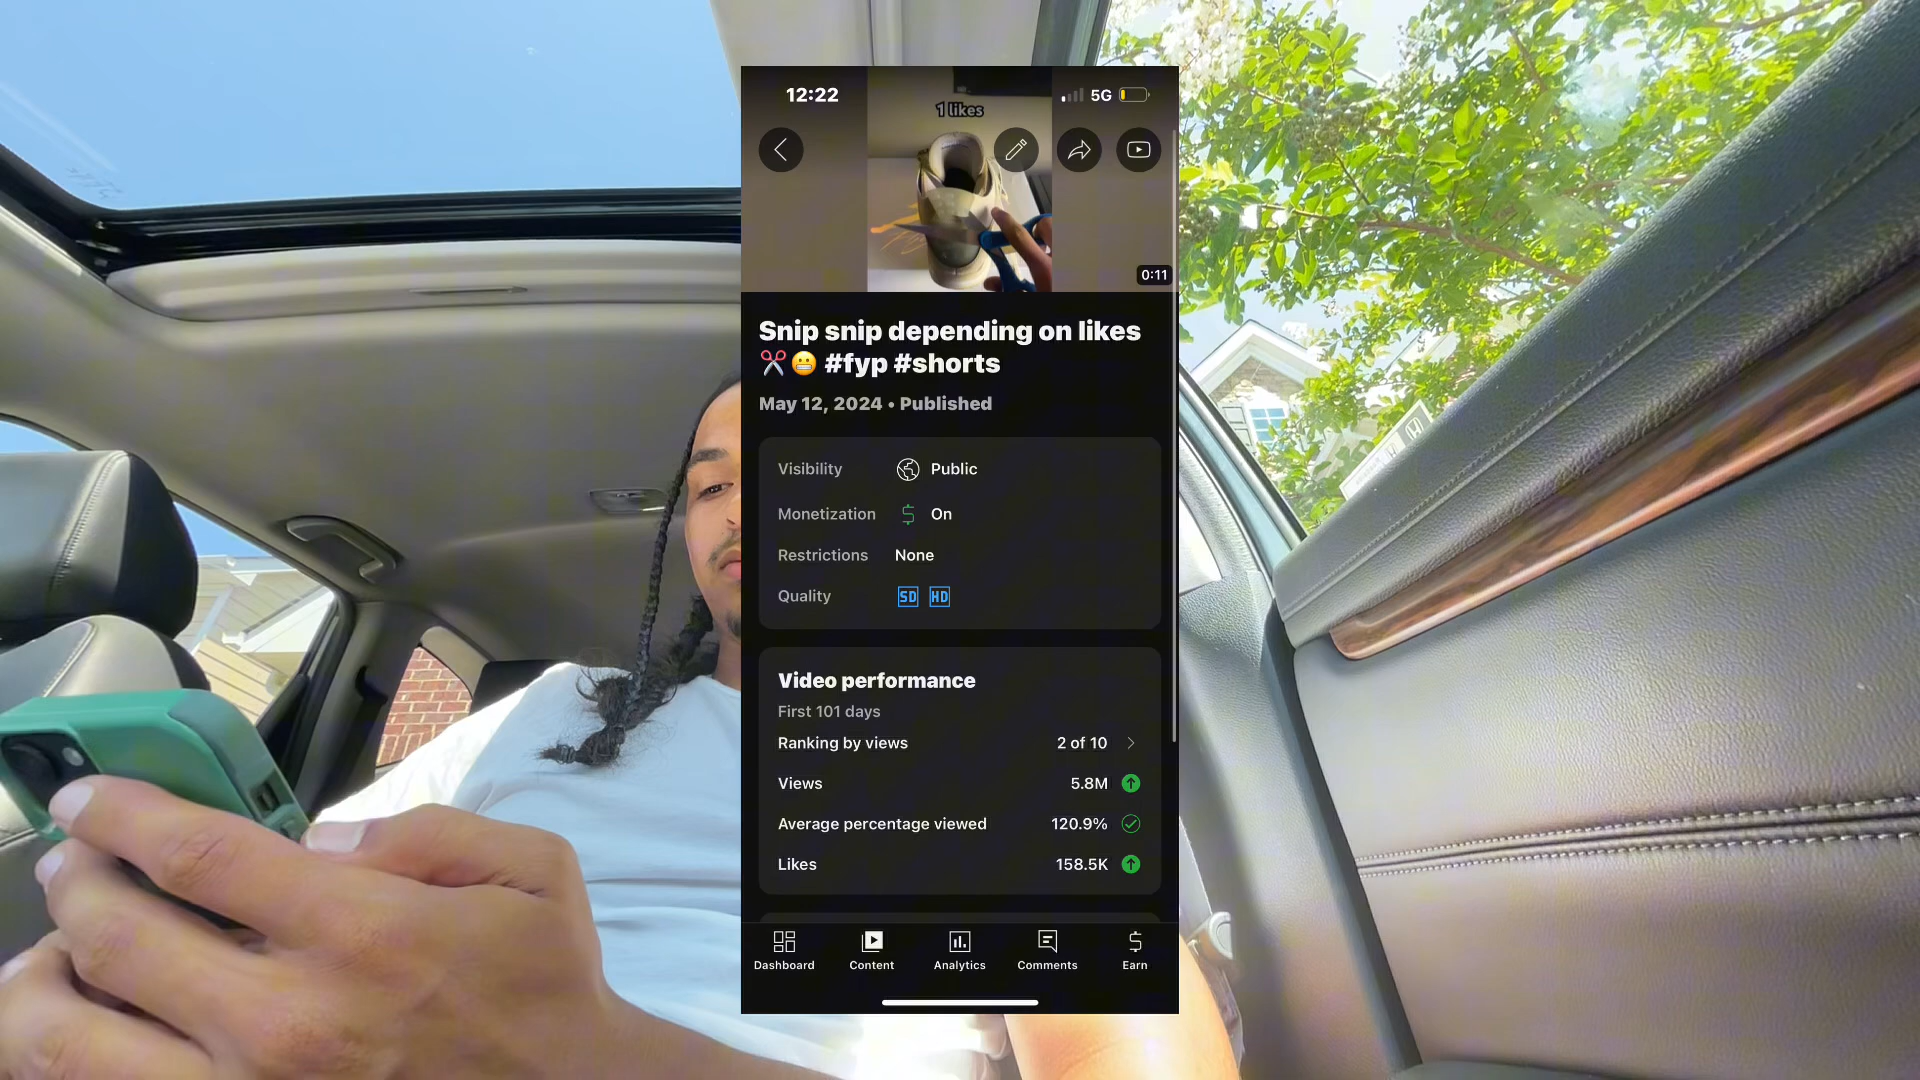 12:22
5G
1 likes
0:11
Snip snip depending on likes
✂️😬 #fyp #shorts
May 12, 2024 • Published
Visibility Public
Monetization On
Restrictions None
Quality SD HD
Video performance
First 101 days
Ranking by views 2 of 10
Views 5.8M
Average percentage viewed 120.9%
Likes 158.5K
Dashboard Content Analytics Comments Earn